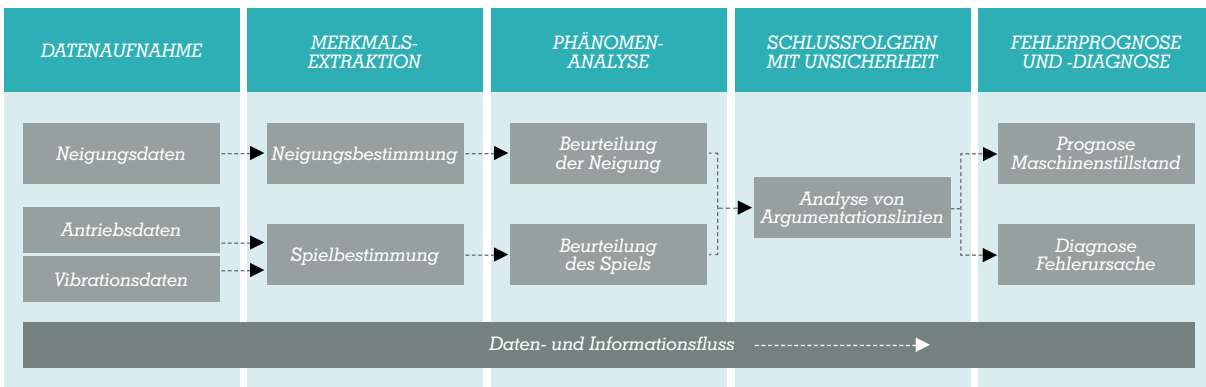 DATENAUFNAHME
MERKMALS-
EXTRAKTION
PHÄNOMEN-
ANALYSE
SCHLUSSFOLGERN
MIT UNSICHERHEIT
FEHLERPROGNOSE
UND -DIAGNOSE
Neigungsdaten
Neigungsbestimmung
Beurteilung
der Neigung
Prognose
Maschinenstillstand
Antriebsdaten
Vibrationsdaten
Spielbestimmung
Beurteilung
des Spiels
Analyse von
Argumentationslinien
Diagnose
Fehlerursache
Daten- und Informationsfluss